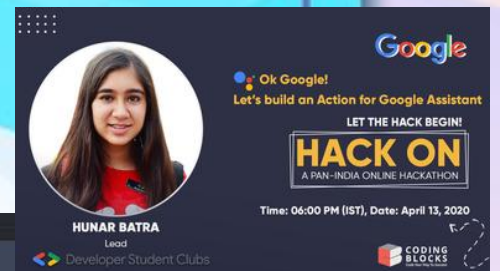 Google
Ok Google!
Let's build an Action for Google Assistant
LET THE HACK BEGIN!
HACK ON
A PAN-INDIA ONLINE HACKATHON
Time: 06:00 PM (IST), Date: April 13, 2020
HUNAR BATRA
Lead
Developer Student Clubs
CODING
BLOCKS